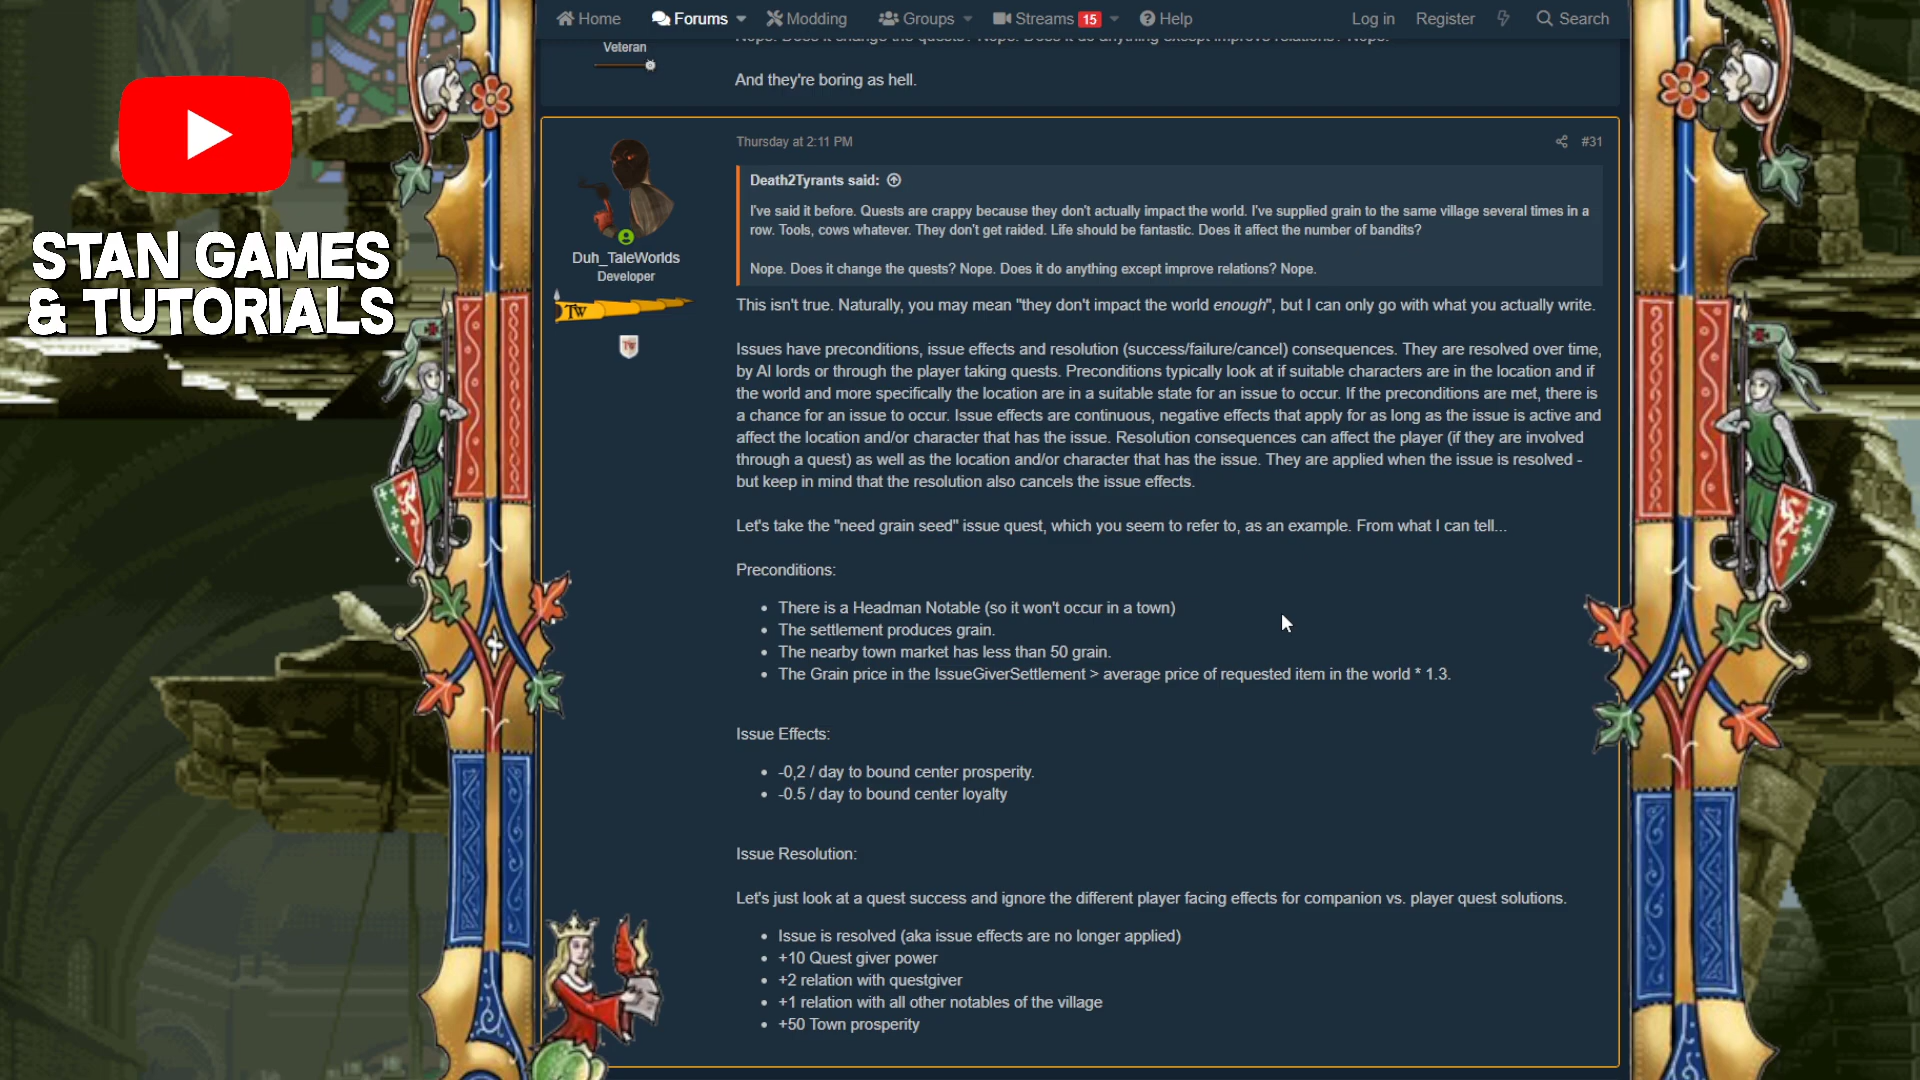 Home
Forums
Modding
Groups
Streams 15
Help
Log in
Register
Search
Veteran
Nope. Does it change the quests? Nope. Does it do anything except improve relations? Nope.
And they're boring as hell.
STAN GAMES
& TUTORIALS
Thursday at 2:11 PM
#31
Duh_TaleWorlds
Developer
TW
TW
Death2Tyrants said:
I've said it before. Quests are crappy because they don't actually impact the world. I've supplied grain to the same village several times in a
row. Tools, cows whatever. They don't get raided. Life should be fantastic. Does it affect the number of bandits?
Nope. Does it change the quests? Nope. Does it do anything except improve relations? Nope.
This isn't true. Naturally, you may mean "they don't impact the world enough", but I can only go with what you actually write.
Issues have preconditions, issue effects and resolution (success/failure/cancel) consequences. They are resolved over time,
by AI lords or through the player taking quests. Preconditions typically look at if suitable characters are in the location and if
the world and more specifically the location are in a suitable state for an issue to occur. If the preconditions are met, there is
a chance for an issue to occur. Issue effects are continuous, negative effects that apply for as long as the issue is active and
affect the location and/or character that has the issue. Resolution consequences can affect the player (if they are involved
through a quest) as well as the location and/or character that has the issue. They are applied when the issue is resolved -
but keep in mind that the resolution also cancels the issue effects.
Let's take the "need grain seed" issue quest, which you seem to refer to, as an example. From what I can tell...
Preconditions:
• There is a Headman Notable (so it won't occur in a town)
• The settlement produces grain.
• The nearby town market has less than 50 grain.
• The Grain price in the IssueGiverSettlement > average price of requested item in the world * 1.3.
Issue Effects:
• -0,2 / day to bound center prosperity.
• -0.5 / day to bound center loyalty
Issue Resolution:
Let's just look at a quest success and ignore the different player facing effects for companion vs. player quest solutions.
• Issue is resolved (aka issue effects are no longer applied)
• +10 Quest giver power
• +2 relation with questgiver
• +1 relation with all other notables of the village
• +50 Town prosperity